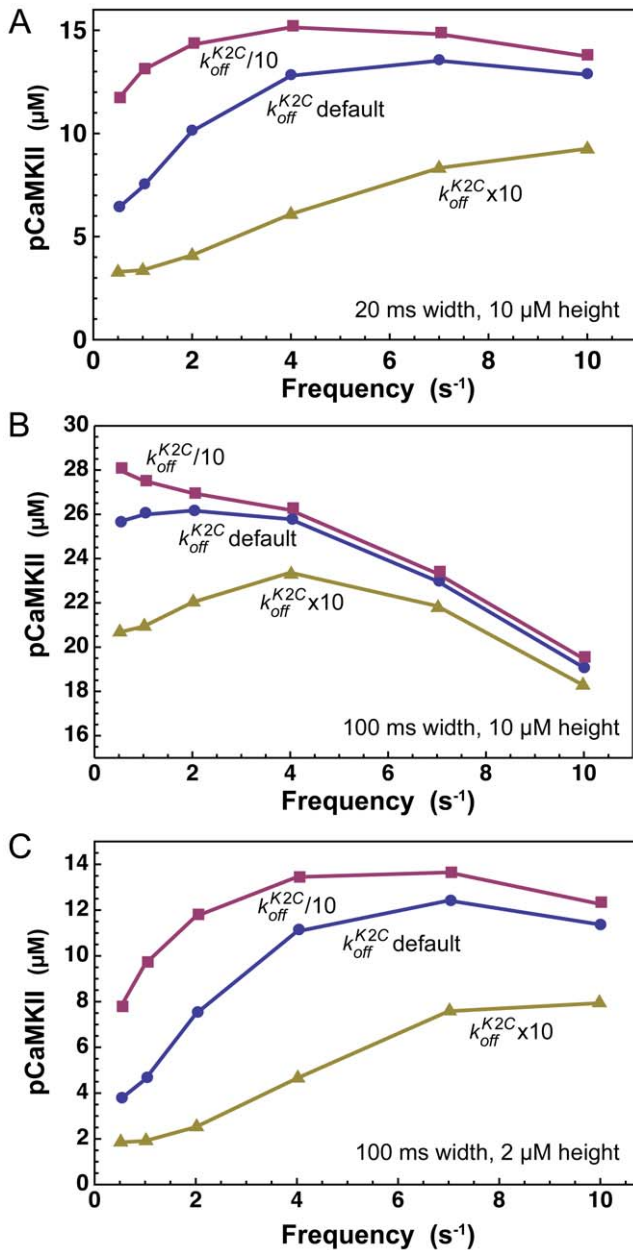 A
15
10
5
0
pCaMKII (μM)
k_off^K2C/10
k_off^K2C default
k_off^K2C x10
20 ms width, 10 μM height
0 2 4 6 8 10
Frequency (s⁻¹)
B
30
28
26
24
22
20
18
16
pCaMKII (μM)
k_off^K2C/10
k_off^K2C default
k_off^K2C x10
100 ms width, 10 μM height
0 2 4 6 8 10
Frequency (s⁻¹)
C
14
12
10
8
6
4
2
0
pCaMKII (μM)
k_off^K2C/10
k_off^K2C default
k_off^K2C x10
100 ms width, 2 μM height
0 2 4 6 8 10
Frequency (s⁻¹)